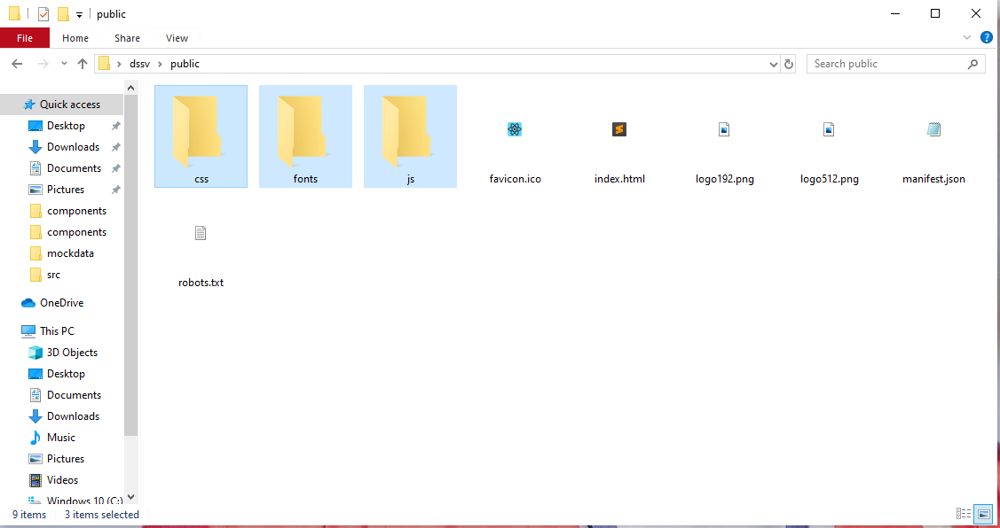 public
File Home Share View
dssv public
Search public
Quick access
Desktop
Downloads
Documents
Pictures
components
components
mockdata
src
OneDrive
This PC
3D Objects
Desktop
Documents
Downloads
Music
Pictures
Videos
Windows 10 (C:)
css fonts js favicon.ico index.html logo192.png logo512.png manifest.json
robots.txt
9 items 3 items selected